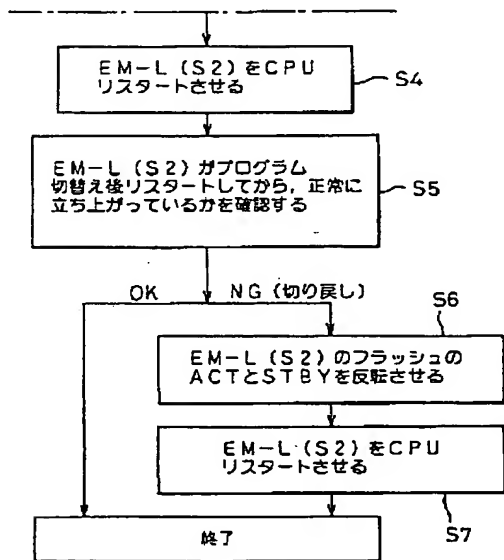 EM-L(S2)をCPU
リスタートさせる
S4
EM-L(S2)がプログラム
切替え後リスタートしてから,正常に
立ち上がっているかを確認する
S5
OK
NG(切り戻し)
S6
EM-L(S2)のフラッシュの
ACTとSTBYを反転させる
EM-L(S2)をCPU
リスタートさせる
S7
終了